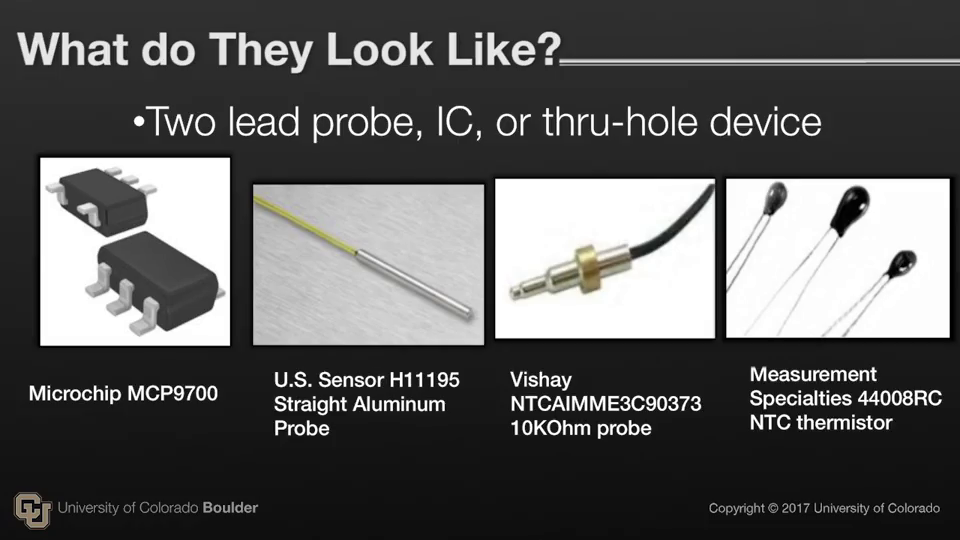 What do They Look Like?
•Two lead probe, IC, or thru-hole device
Microchip MCP9700
U.S. Sensor H11195
Straight Aluminum
Probe
Vishay
NTCAIMME3C90373
10KOhm probe
Measurement
Specialties 44008RC
NTC thermistor
CU
University of Colorado Boulder
Copyright © 2017 University of Colorado